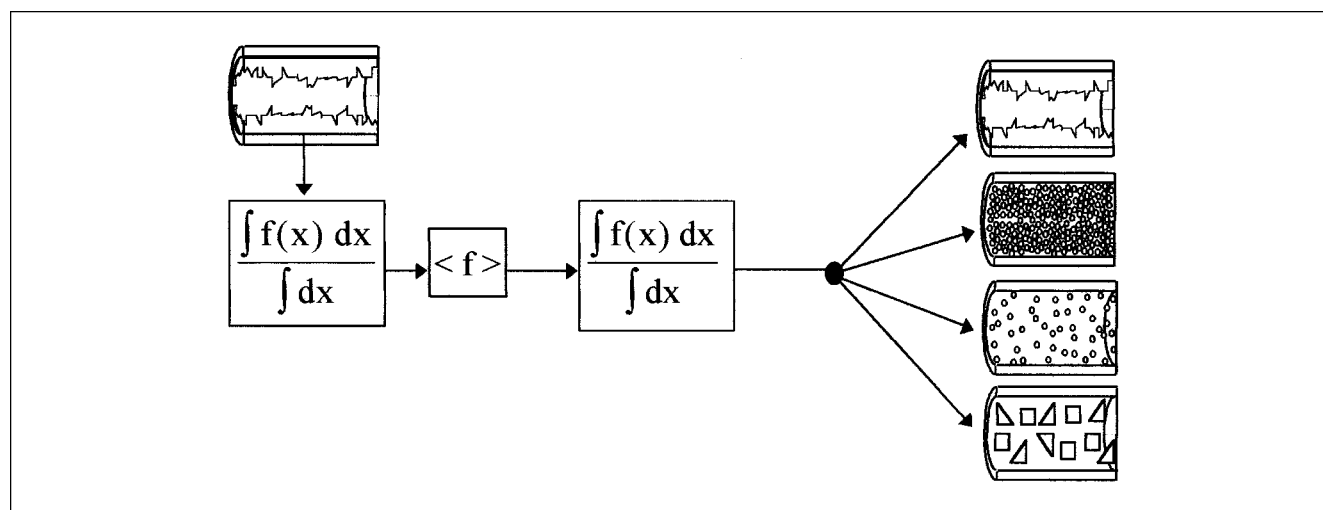 ∫ f(x) dx
∫ dx
< f >
∫ f(x) dx
∫ dx